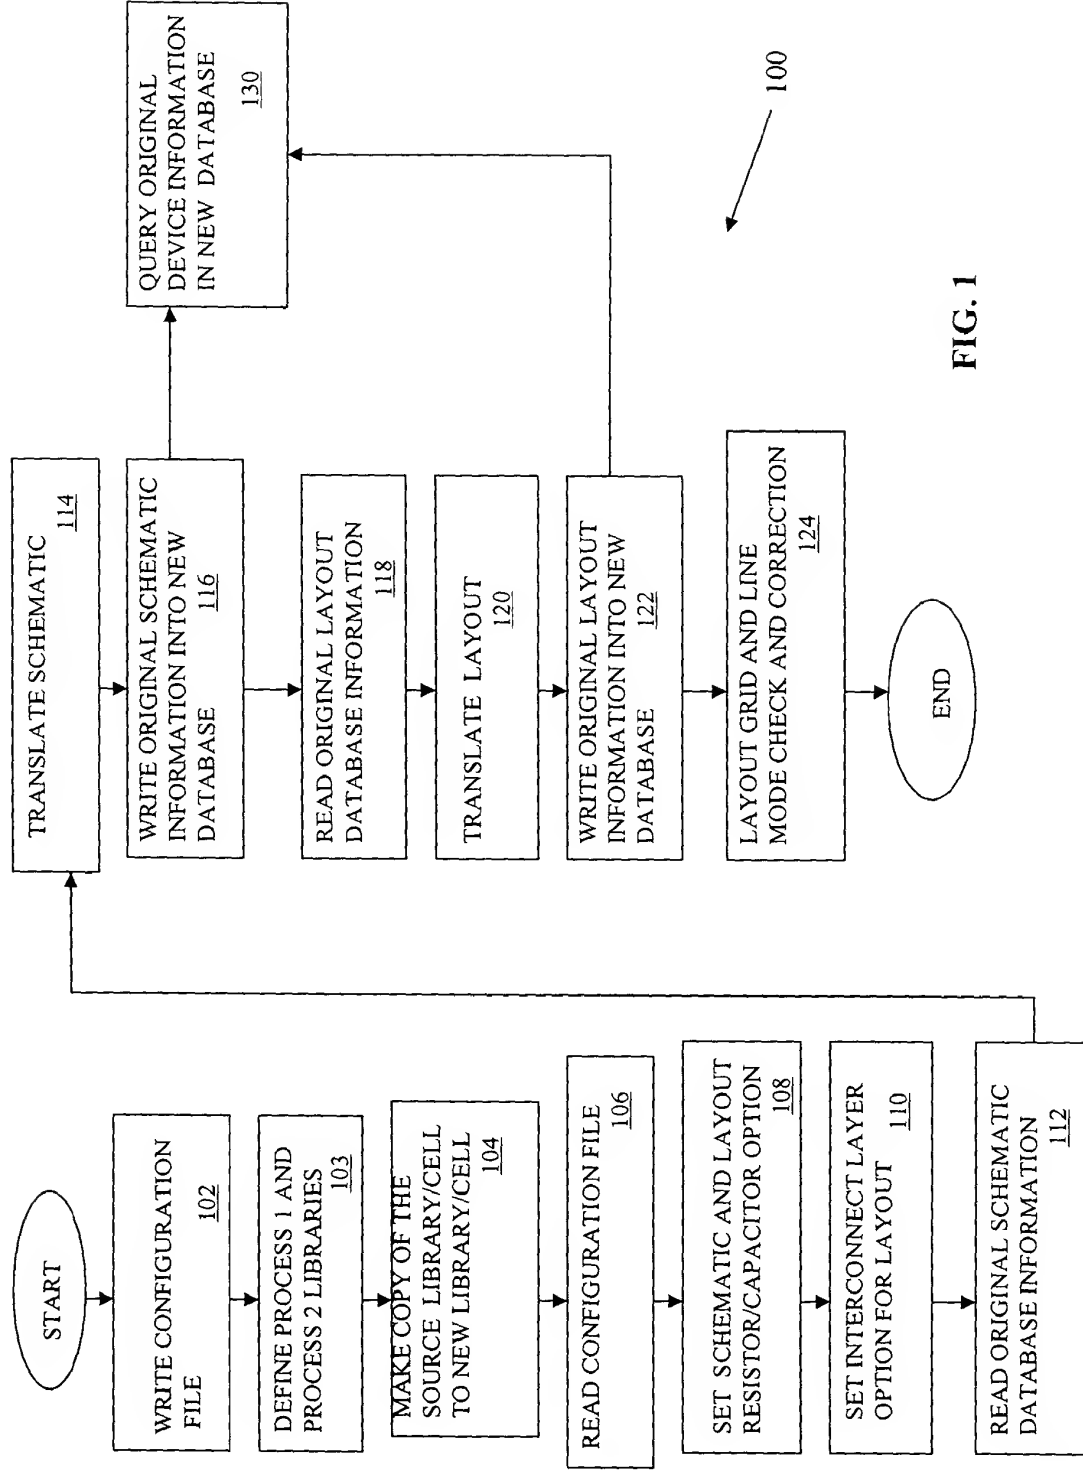 START
WRITE CONFIGURATION
FILE
102
DEFINE PROCESS 1 AND
PROCESS 2 LIBRARIES
103
MAKE COPY OF THE
SOURCE LIBRARY/CELL
TO NEW LIBRARY/CELL
104
READ CONFIGURATION FILE
106
SET SCHEMATIC AND LAYOUT
RESISTOR/CAPACITOR OPTION
108
SET INTERCONNECT LAYER
OPTION FOR LAYOUT
110
READ ORIGINAL SCHEMATIC
DATABASE INFORMATION
112
TRANSLATE SCHEMATIC
114
WRITE ORIGINAL SCHEMATIC
INFORMATION INTO NEW
DATABASE
116
READ ORIGINAL LAYOUT
DATABASE INFORMATION
118
TRANSLATE LAYOUT
120
WRITE ORIGINAL LAYOUT
INFORMATION INTO NEW
DATABASE
122
LAYOUT GRID AND LINE
MODE CHECK AND CORRECTION
124
END
QUERY ORIGINAL
DEVICE INFORMATION
IN NEW DATABASE
130
100
FIG. 1